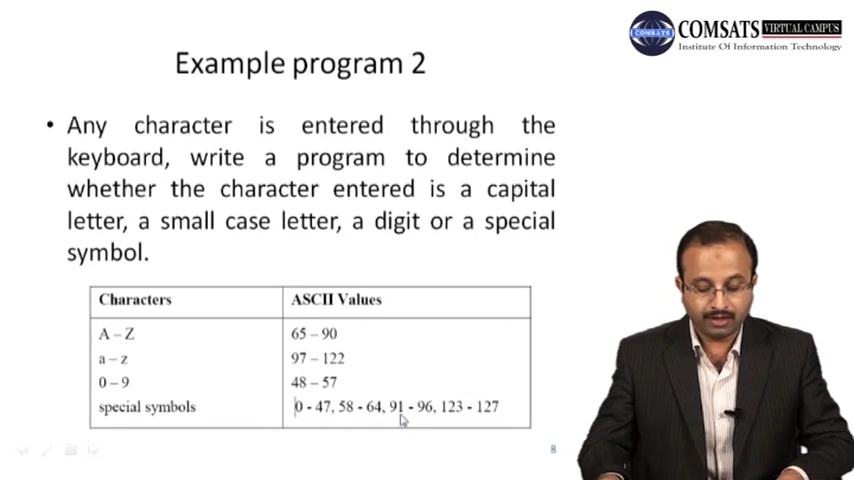 COMSATS VIRTUAL CAMPUS
Institute Of Information Technology
COMSATS
Example program 2
• Any character is entered through the
keyboard, write a program to determine
whether the character entered is a capital
letter, a small case letter, a digit or a special
symbol.
Characters ASCII Values
A – Z 65 – 90
a – z 97 – 122
0 – 9 48 – 57
special symbols 0 - 47, 58 - 64, 91 - 96, 123 - 127
8